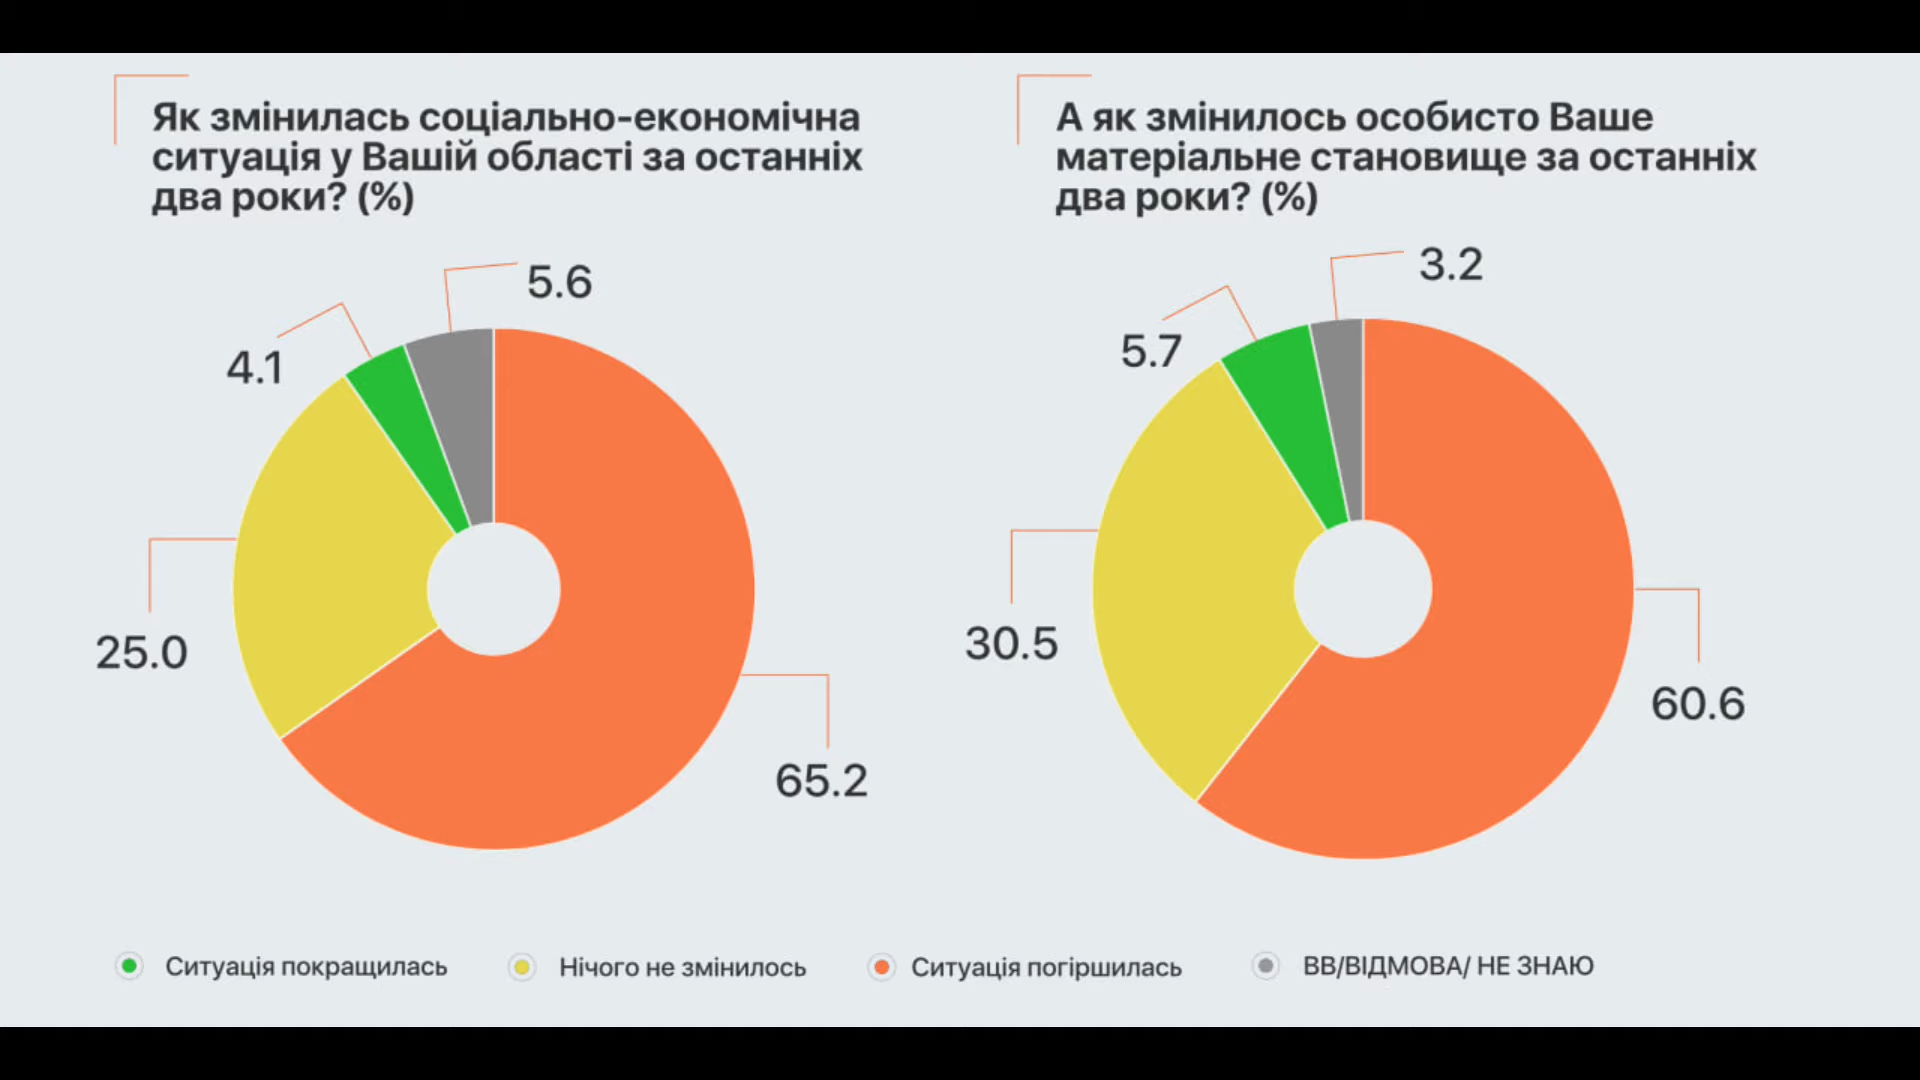 Як змінилась соціально-економічна
ситуація у Вашій області за останніх
два роки? (%)
5.6
4.1
25.0
65.2
А як змінилось особисто Ваше
матеріальне становище за останніх
два роки? (%)
3.2
5.7
30.5
60.6
Ситуація покращилась
Нічого не змінилось
Ситуація погіршилась
ВВ/ВІДМОВА/ НЕ ЗНАЮ